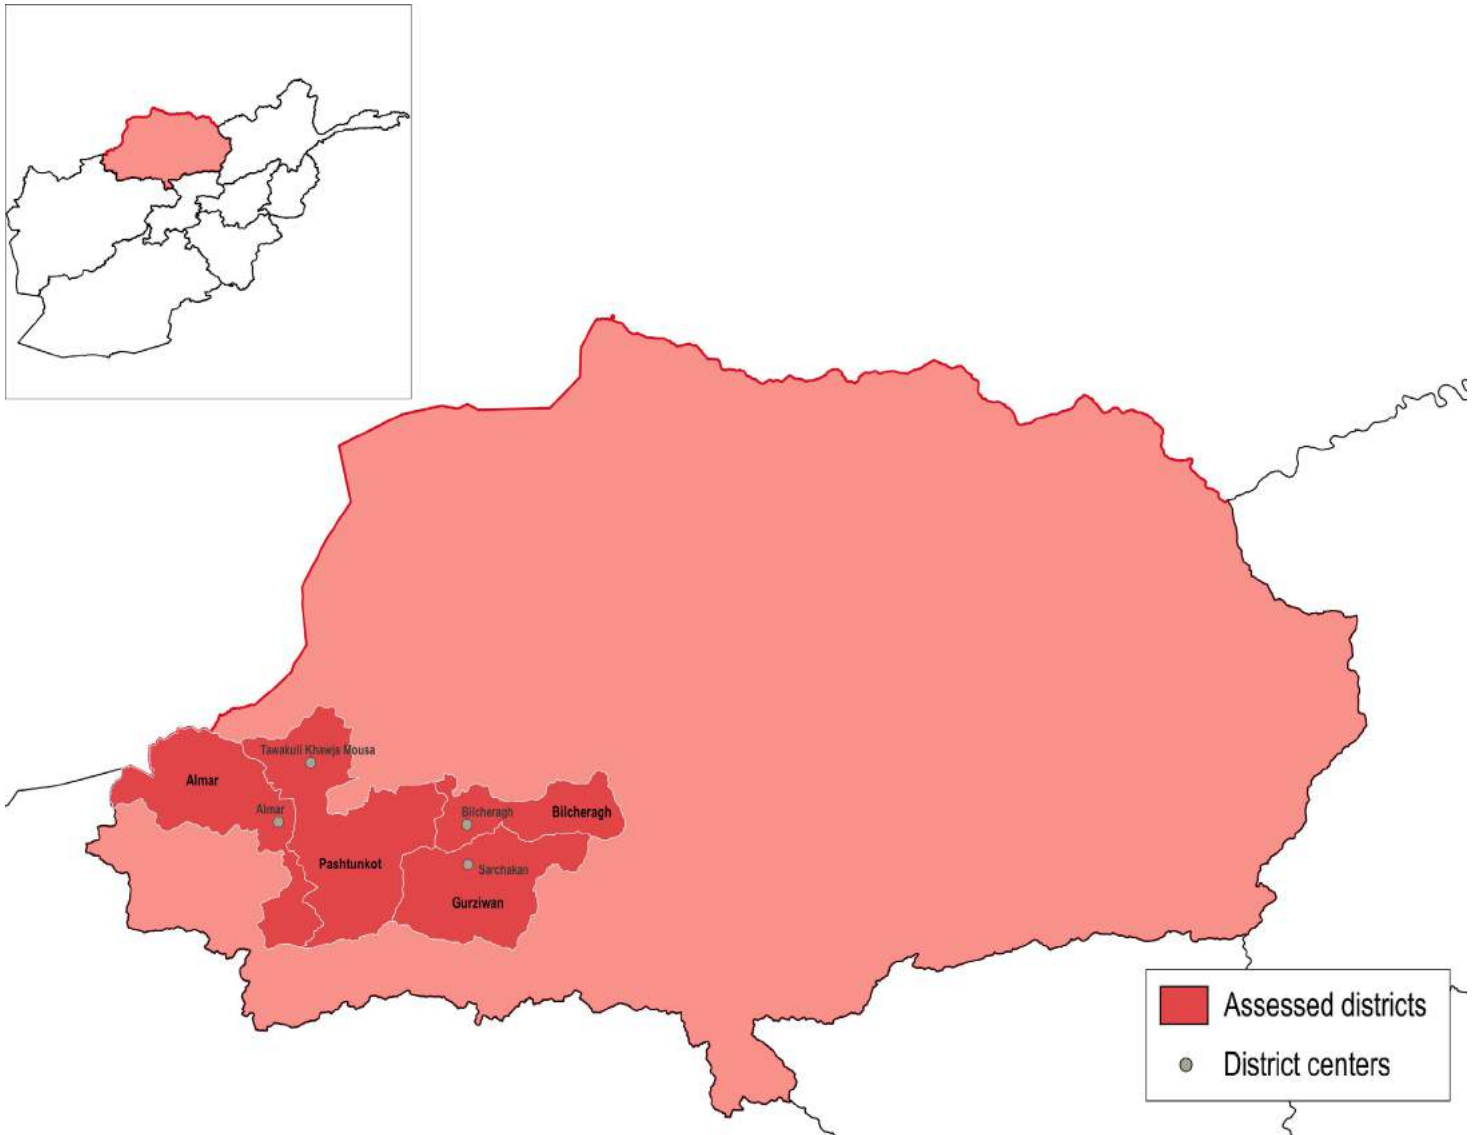 Tawakuli Khawja Mousa
Almar
Almar
Bilcheragh
Bilcheragh
Pashtunkot
Sarchakan
Gurziwan
Assessed districts
District centers